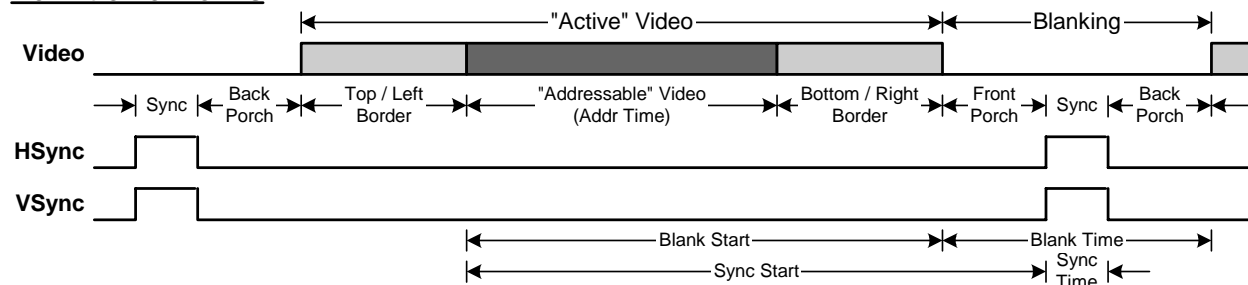 "Active" Video
Blanking
Video
Sync
Back
Porch
Top / Left
Border
"Addressable" Video
(Addr Time)
Bottom / Right
Border
Front
Porch
Sync
Back
Porch
HSync
VSync
Blank Start
Blank Time
Sync Start
Sync
Time